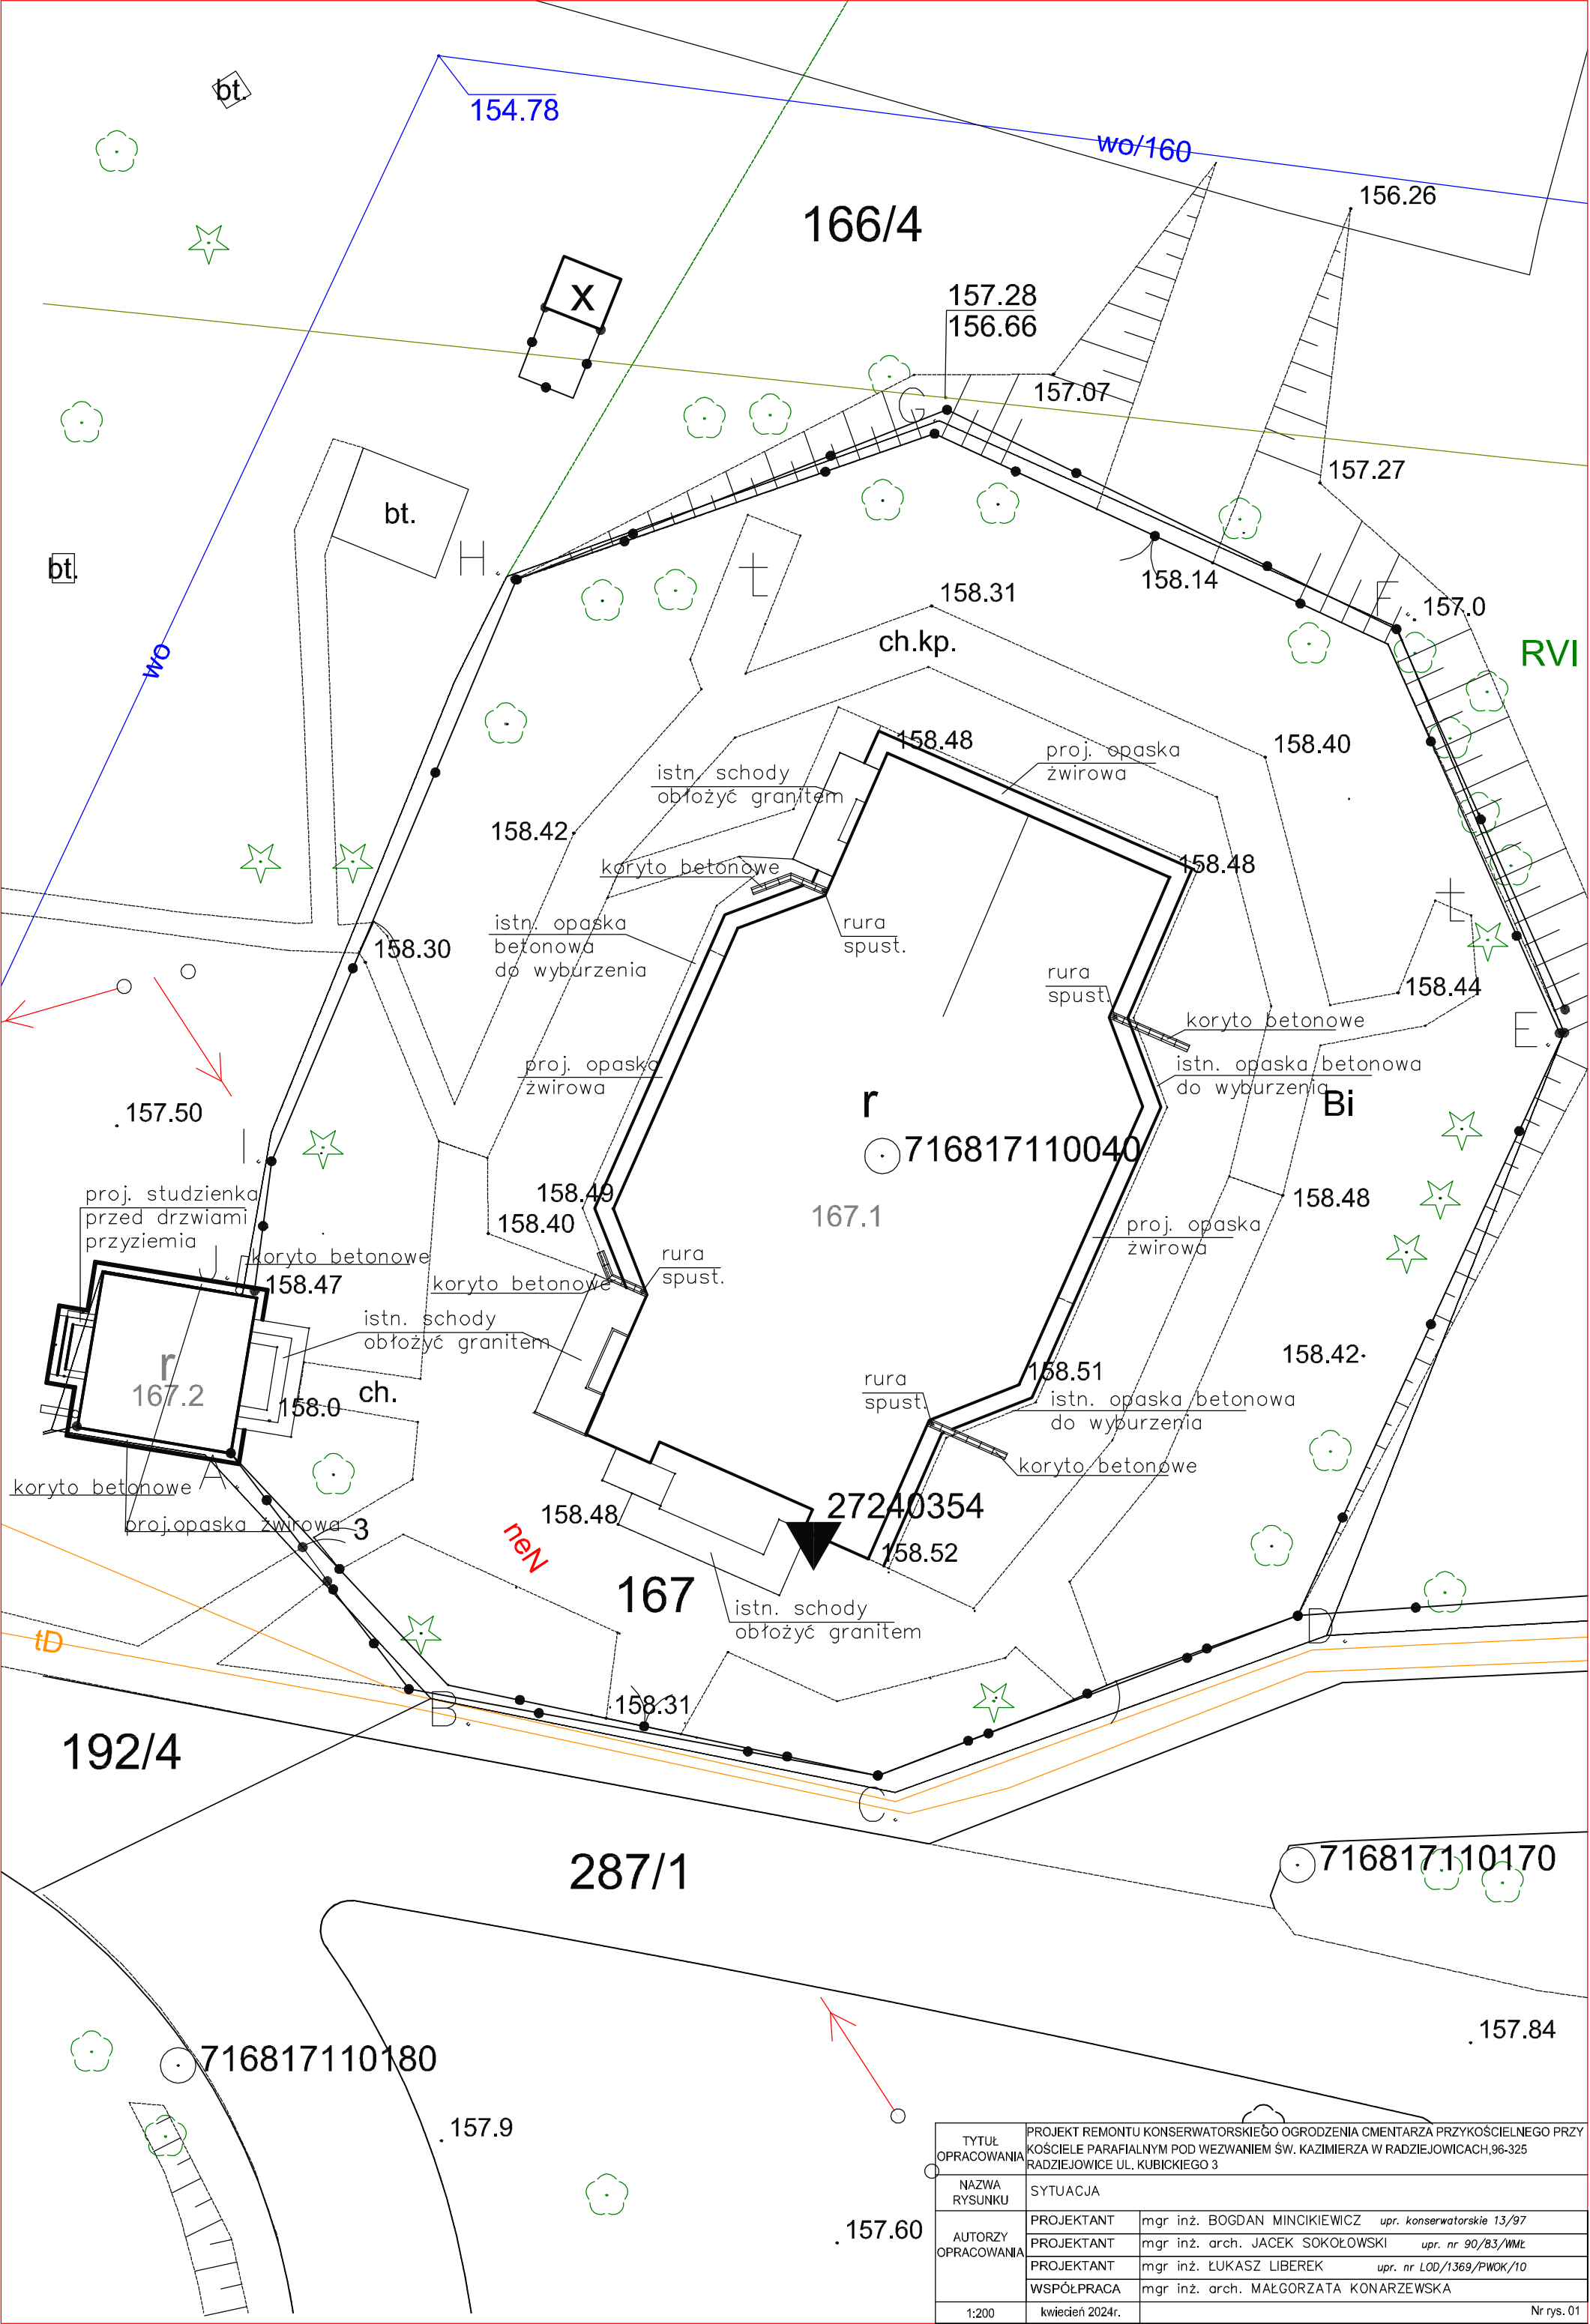 bt.
154.78
wo/160
156.26
166/4
x
157.28
156.66
157.07
G
157.27
bt.
bt.
H
t
158.14
158.31
F
157.0
ch.kp.
RVI
wo
158.48
158.40
proj. opaska
żwirowa
istn. schody
obłożyć granitem
158.42
koryto betonowe
158.48
t
istn. opaska
betonowa
do wyburzenia
rura
spust.
158.30
rura
spust.
158.44
koryto betonowe
E
proj. opaska
żwirowa
istn. opaska betonowa
do wyburzenia
r
Bi
157.50
I
716817110040
proj. studzienka
przed drzwiami
przyziemia
158.49
158.40
167.1
158.48
proj. opaska
żwirowa
J
koryto betonowe
158.47
koryto betonowe
rura
spust.
istn. schody
obłożyć granitem
158.42
r
167.2
158.0
ch.
158.51
rura
spust.
istn. opaska betonowa
do wyburzenia
A
koryto betonowe
koryto betonowe
proj.opaska żwirowa
3
158.48
27240354
neN
158.52
167
istn. schody
obłożyć granitem
tD
D
B
158.31
192/4
C
287/1
716817110170
157.84
716817110180
157.9
157.60
TYTUŁ
OPRACOWANIA
PROJEKT REMONTU KONSERWATORSKIEGO OGRODZENIA CMENTARZA PRZYKOŚCIELNEGO PRZY
KOŚCIELE PARAFIALNYM POD WEZWANIEM ŚW. KAZIMIERZA W RADZIEJOWICACH,96-325
RADZIEJOWICE UL. KUBICKIEGO 3
NAZWA
RYSUNKU
SYTUACJA
AUTORZY
OPRACOWANIA
PROJEKTANT mgr inż. BOGDAN MINCIKIEWICZ upr. konserwatorskie 13/97
PROJEKTANT mgr inż. arch. JACEK SOKOŁOWSKI upr. nr 90/83/WMŁ
PROJEKTANT mgr inż. ŁUKASZ LIBEREK upr. nr LOD/1369/PWOK/10
WSPÓŁPRACA mgr inż. arch. MAŁGORZATA KONARZEWSKA
1:200 kwiecień 2024r. Nr rys. 01